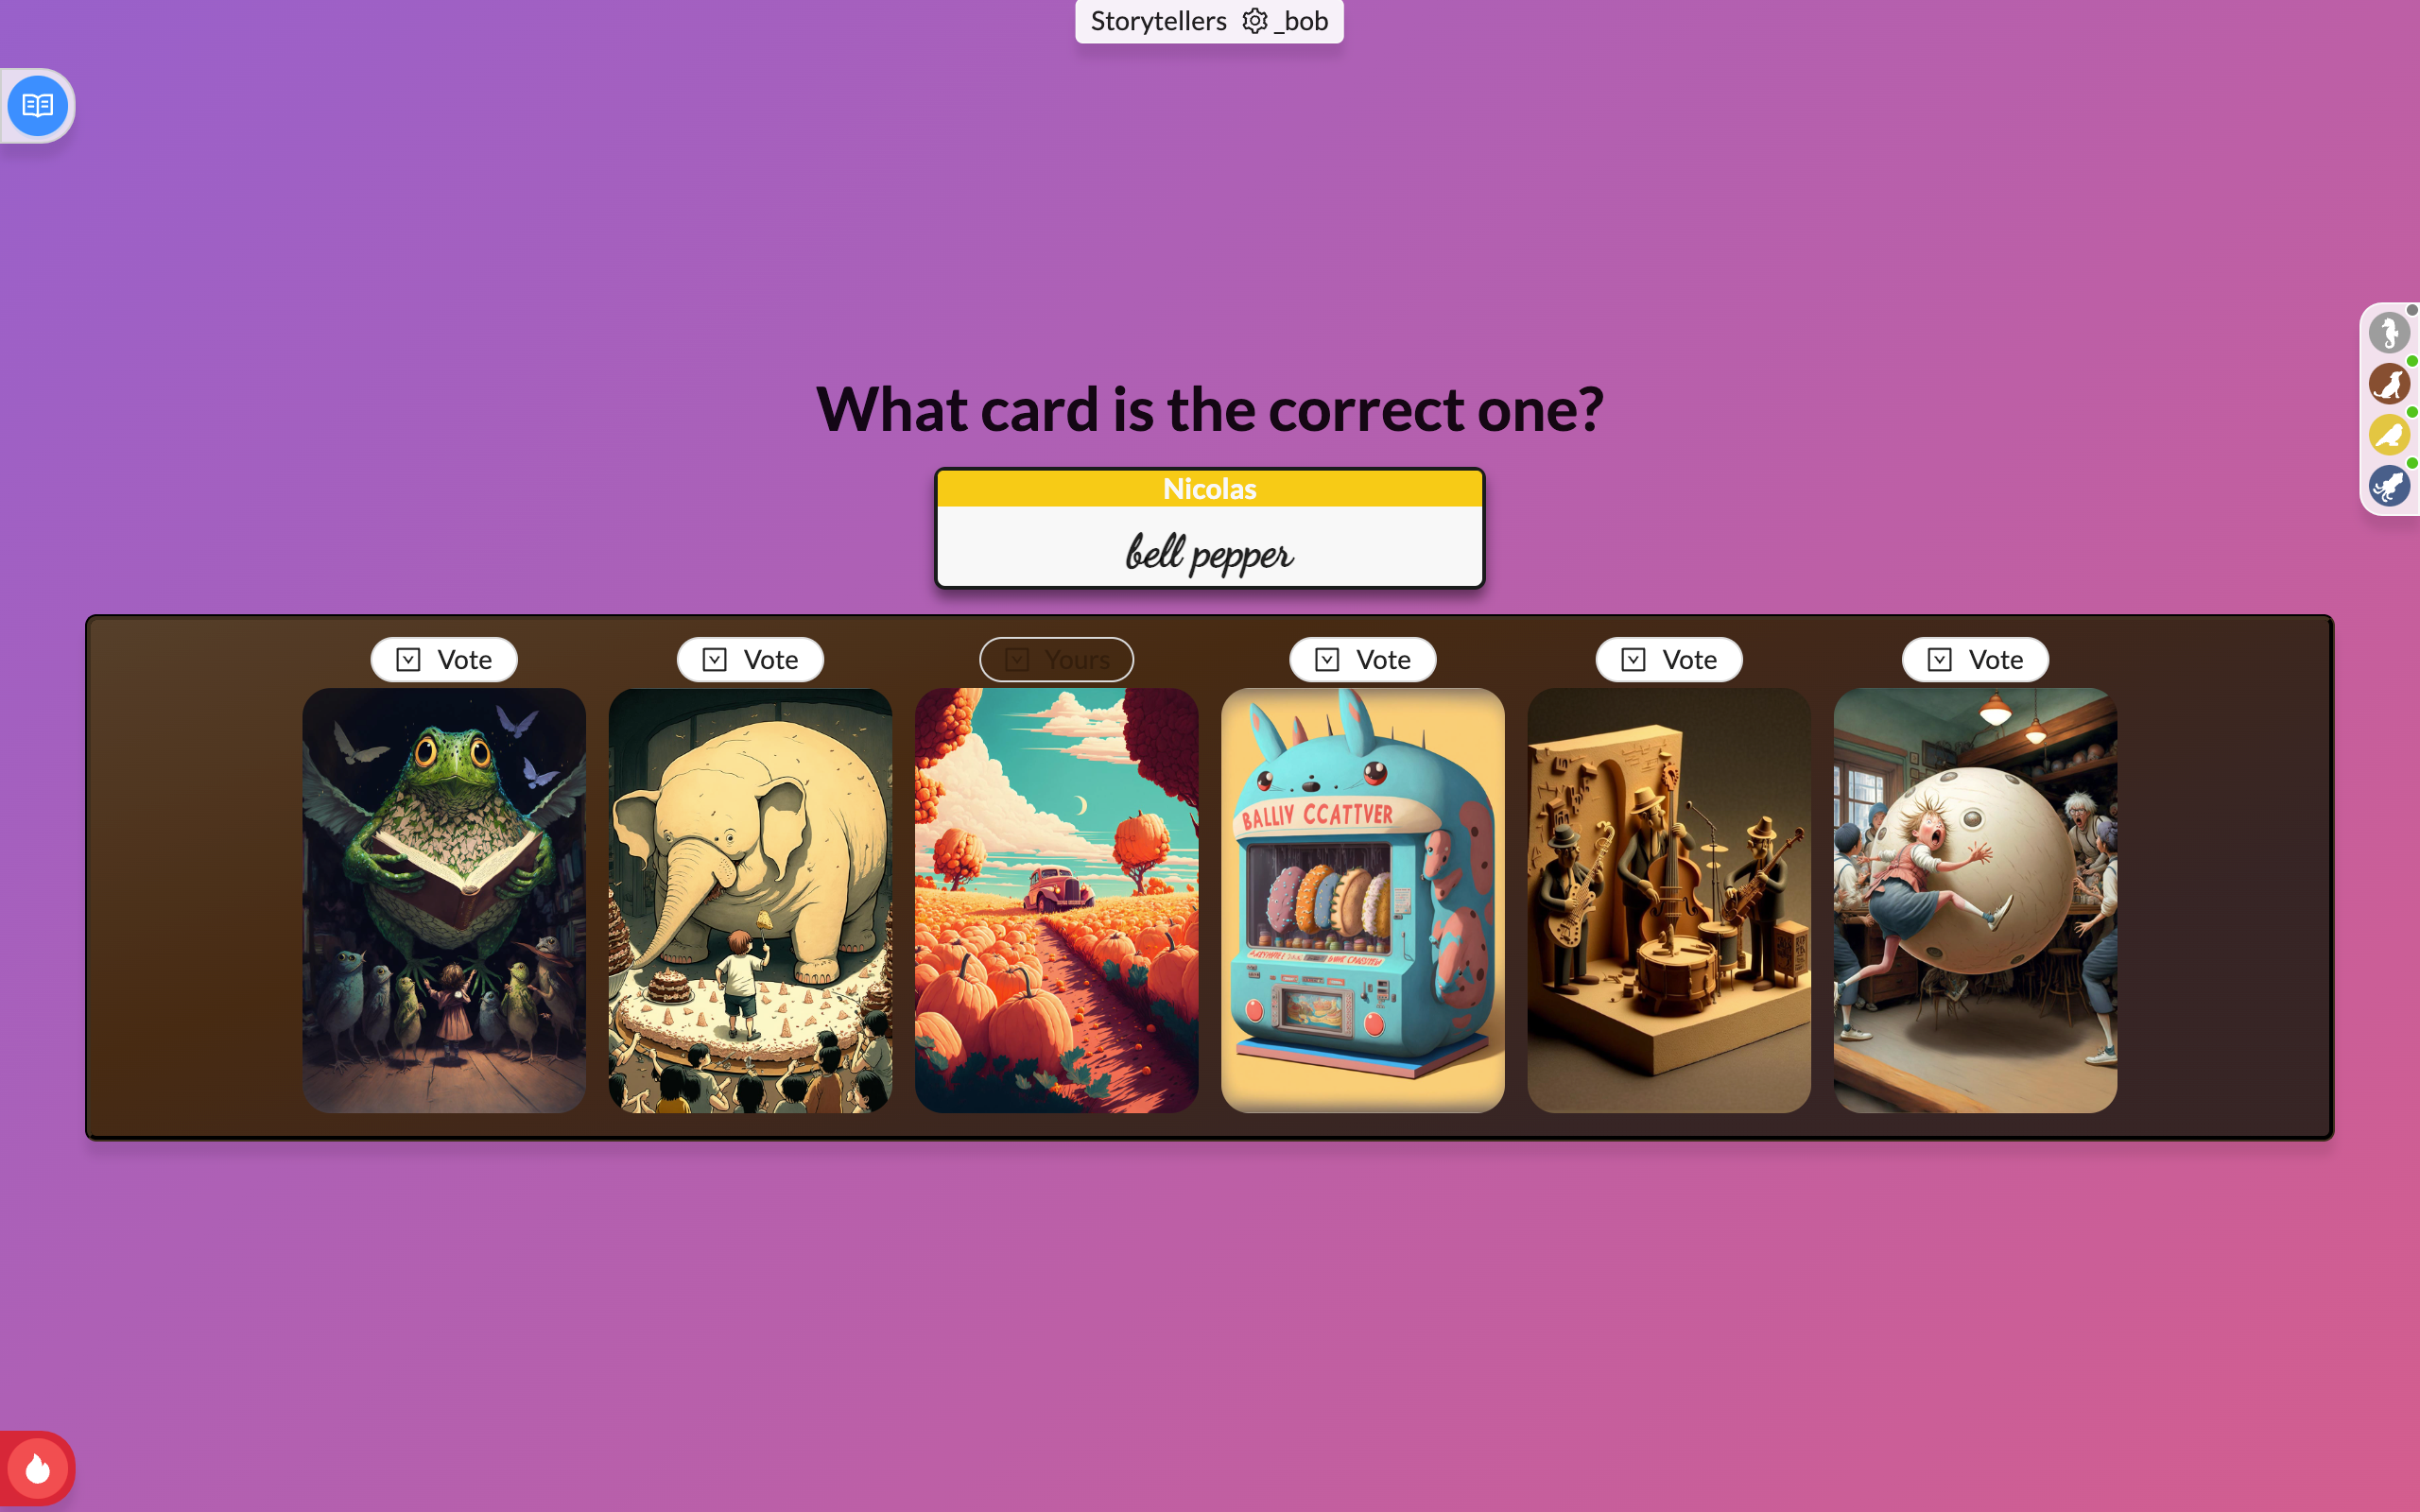 Storytellers _bob
What card is the correct one?
Nicolas
bell pepper
Vote Vote Yours Vote Vote Vote
BALLIV CCATTVER